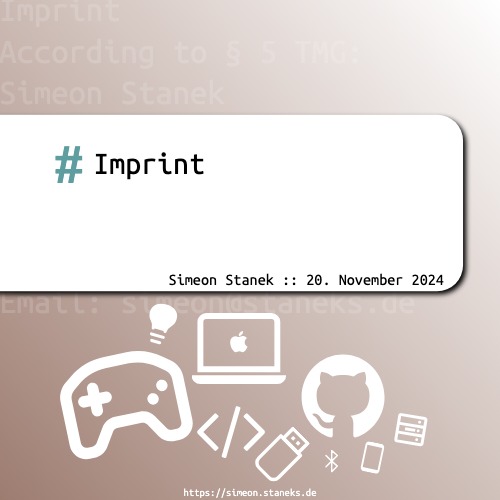 Imprint
According to § 5 TMG:
Simeon Stanek
# Imprint
Simeon Stanek :: 20. November 2024
Email: simeon@staneks.de
https://simeon.staneks.de